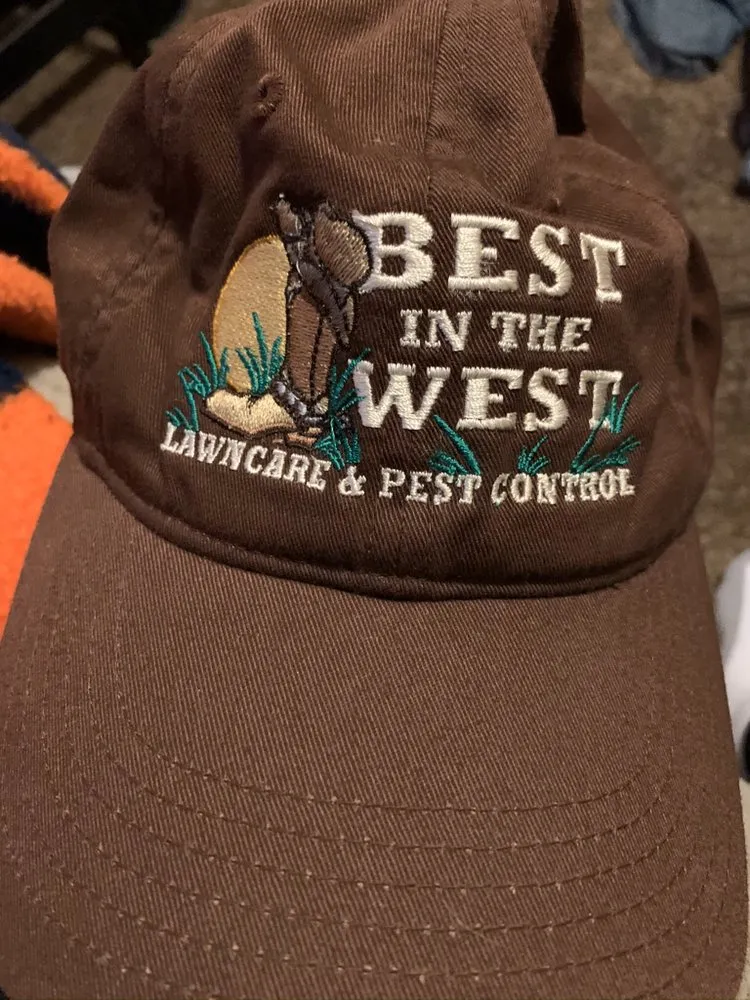 BEST
IN THE
WEST
LAWNCARE & PEST CONTROL